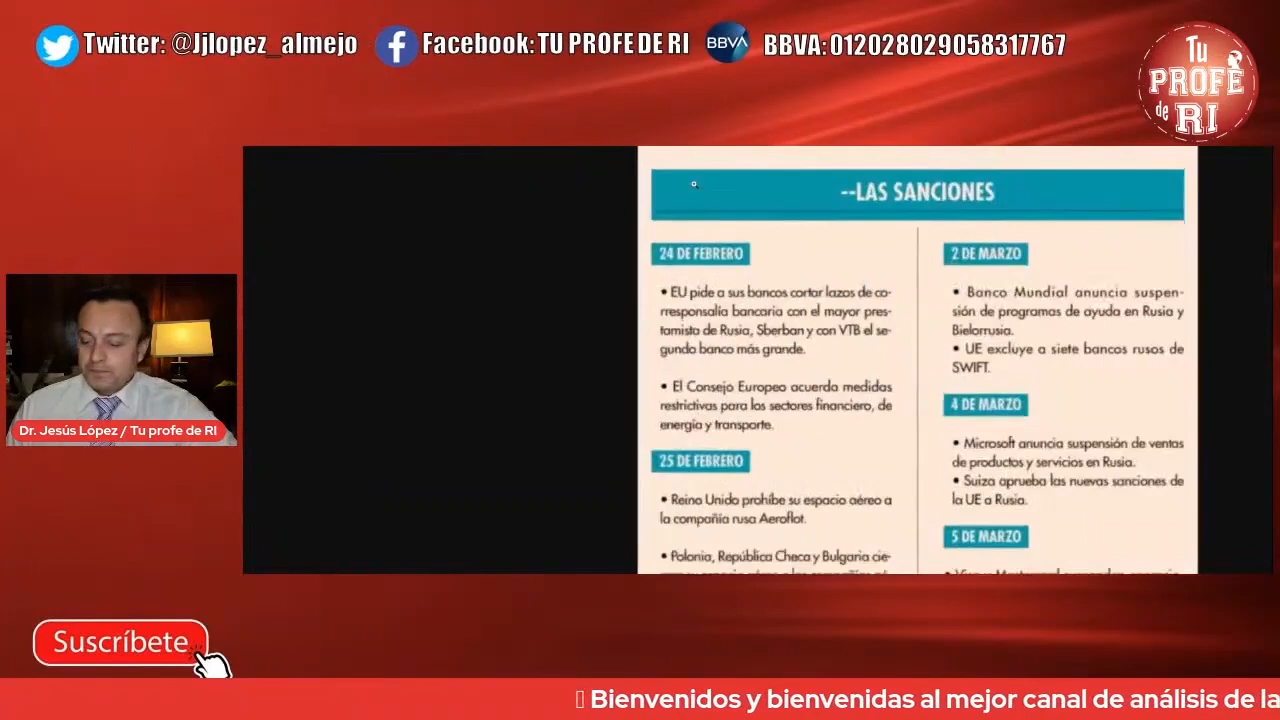 Twitter: @Jjlopez_almejo
Facebook: TU PROFE DE RI
BBVA
BBVA: 012028029058317767
Tu
PROFE
de RI
--LAS SANCIONES
24 DE FEBRERO
• EU pide a sus bancos cortar lazos de co-
rresponsalía bancaria con el mayor pres-
tamista de Rusia, Sberban y con VTB el se-
gundo banco más grande.
• El Consejo Europeo acuerda medidas
restrictivas para los sectores financiero, de
energía y transporte.
25 DE FEBRERO
• Reino Unido prohíbe su espacio aéreo a
la compañía rusa Aeroflot.
• Polonia, República Checa y Bulgaria cie-
2 DE MARZO
• Banco Mundial anuncia suspen-
sión de programas de ayuda en Rusia y
Bielorrusia.
• UE excluye a siete bancos rusos de
SWIFT.
4 DE MARZO
• Microsoft anuncia suspensión de ventas
de productos y servicios en Rusia.
• Suiza aprueba las nuevas sanciones de
la UE a Rusia.
5 DE MARZO
Dr. Jesús López / Tu profe de RI
Suscríbete
Bienvenidos y bienvenidas al mejor canal de análisis de la